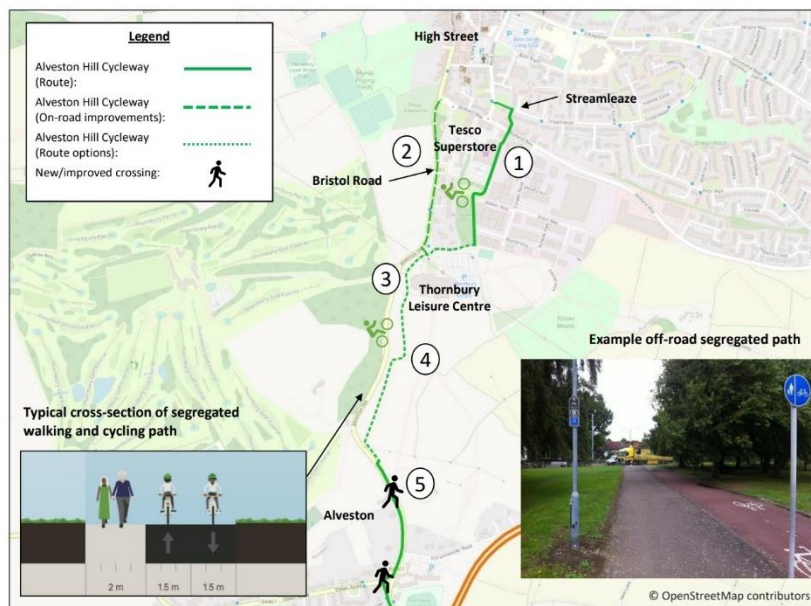 Legend
Alveston Hill Cycleway
(Route):
Alveston Hill Cycleway
(On-road improvements):
Alveston Hill Cycleway
(Route options):
New/improved crossing:
High Street
Streamleaze
Tesco
Superstore
1
2
Bristol Road
3
Thornbury
Leisure Centre
4
Example off-road segregated path
Typical cross-section of segregated
walking and cycling path
5
Alveston
2 m
1.5 m
1.5 m
© OpenStreetMap contributors